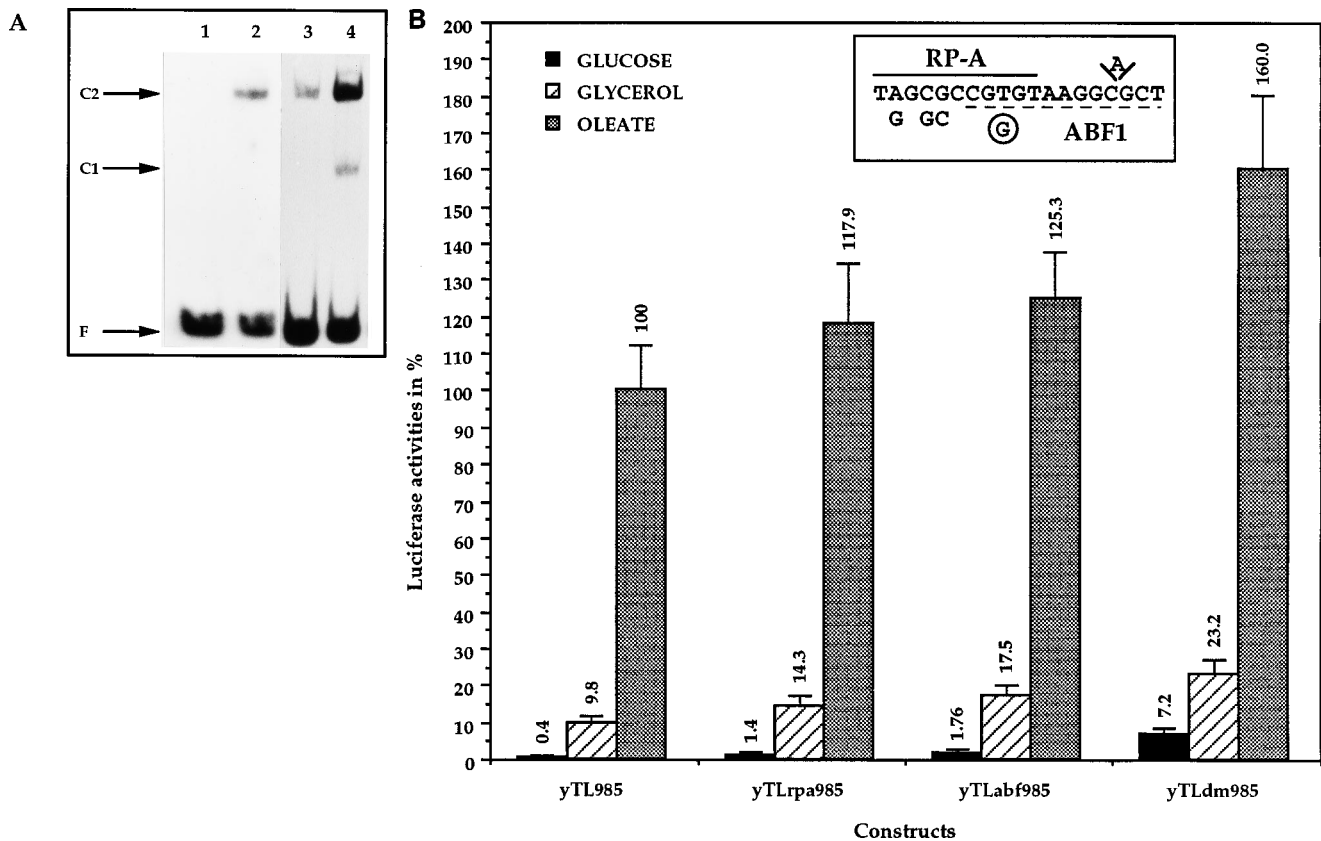 A
1 2 3 4
C2
C1
F
B
GLUCOSE
GLYCEROL
OLEATE
RP-A
A
TAGCGCCGTGTAAGGCGCT
G GC G ABF1
Luciferase activities in %
200
190
180
170
160
150
140
130
120
110
100
90
80
70
60
50
40
30
20
10
0
0.4
9.8
100
1.4
14.3
117.9
1.76
17.5
125.3
7.2
23.2
160.0
yTL985 yTLrpa985 yTLabf985 yTLdm985
Constructs